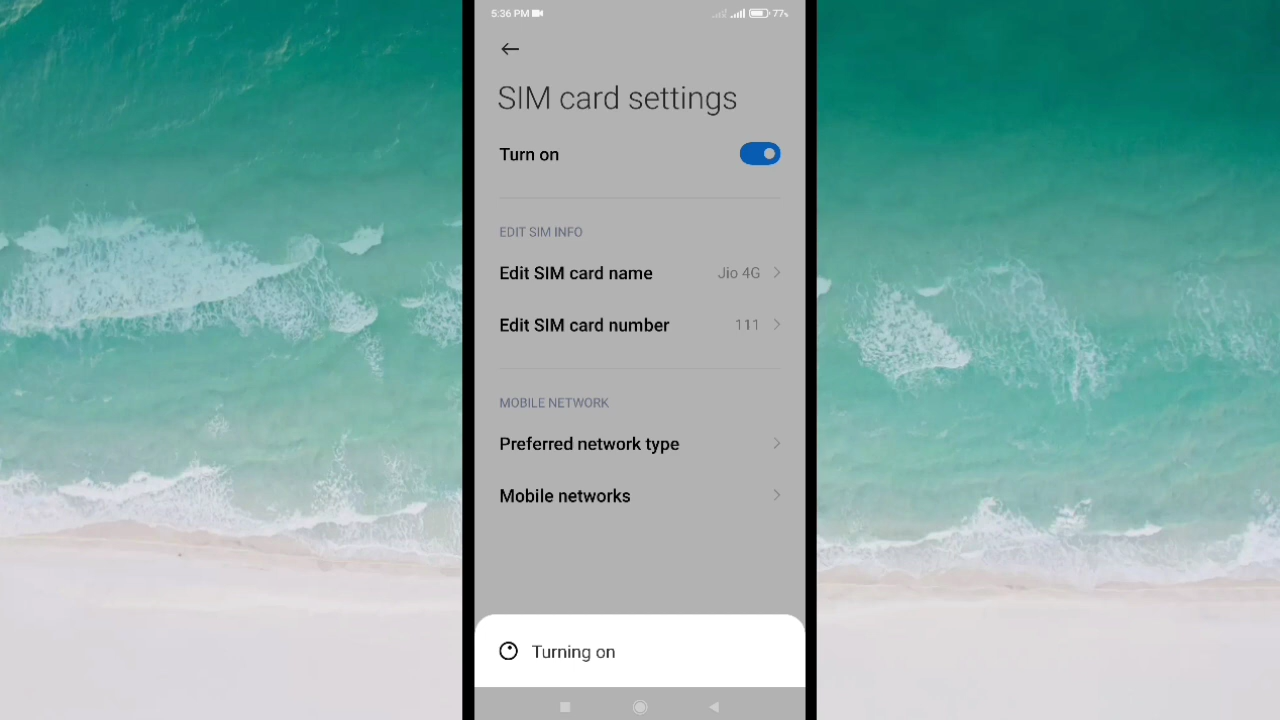 5:36 PM 77%
SIM card settings
Turn on
EDIT SIM INFO
Edit SIM card name Jio 4G
Edit SIM card number 111
MOBILE NETWORK
Preferred network type
Mobile networks
Turning on